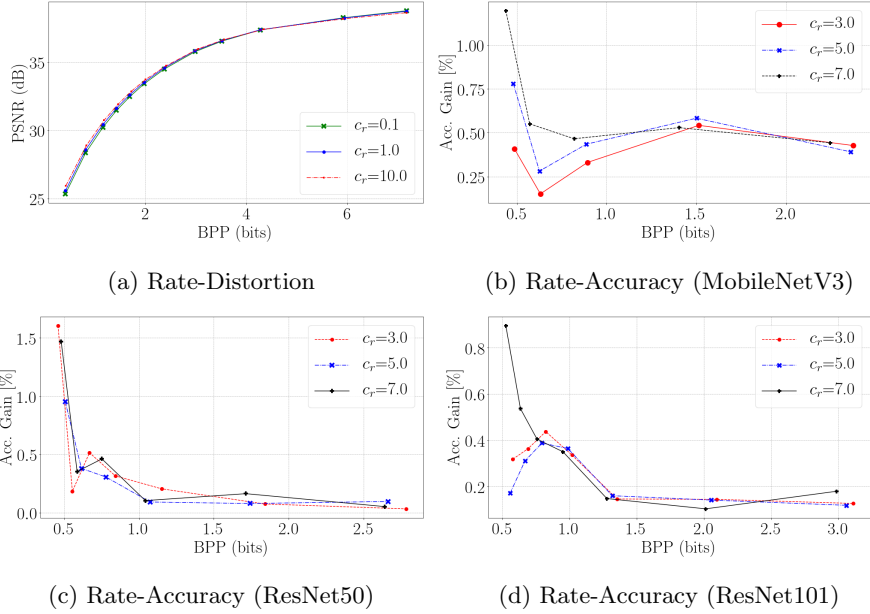 PSNR (dB)
35
30
25
2
4
6
BPP (bits)
c_r=0.1
c_r=1.0
c_r=10.0
(a) Rate-Distortion
Acc. Gain [%]
1.00
0.75
0.50
0.25
0.5
1.0
1.5
2.0
BPP (bits)
c_r=3.0
c_r=5.0
c_r=7.0
(b) Rate-Accuracy (MobileNetV3)
Acc. Gain [%]
1.5
1.0
0.5
0.0
0.5
1.0
1.5
2.0
2.5
BPP (bits)
c_r=3.0
c_r=5.0
c_r=7.0
(c) Rate-Accuracy (ResNet50)
Acc. Gain [%]
0.8
0.6
0.4
0.2
0.5
1.0
1.5
2.0
2.5
3.0
BPP (bits)
c_r=3.0
c_r=5.0
c_r=7.0
(d) Rate-Accuracy (ResNet101)